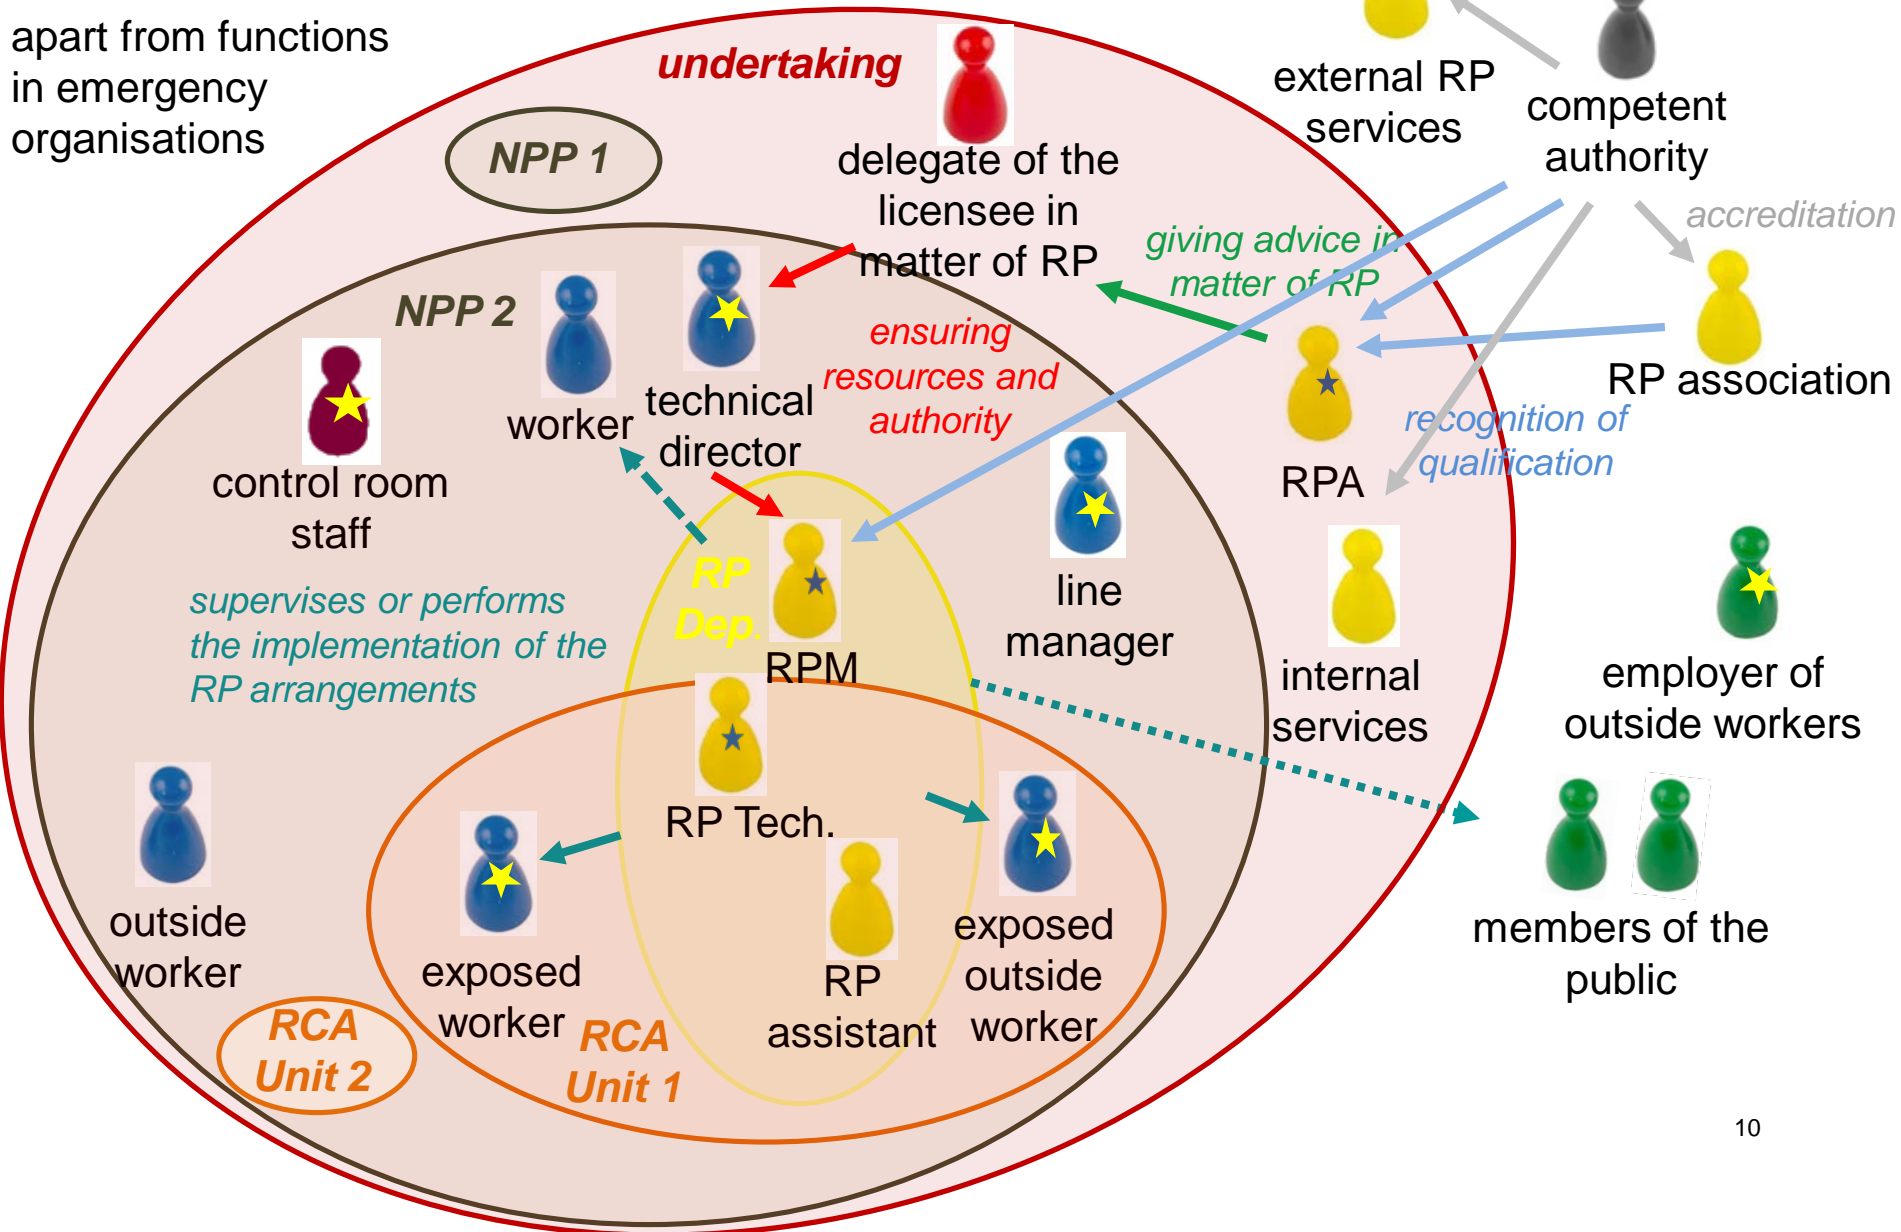 apart from functions
in emergency
organisations
undertaking
NPP 1
delegate of the
licensee in
matter of RP
external RP
services
competent
authority
accreditation
giving advice in
matter of RP
NPP 2
ensuring
resources and
authority
RP association
worker
technical
director
control room
staff
recognition of
qualification
RPA
RP
Dep.
RPM
line
manager
supervises or performs
the implementation of the
RP arrangements
internal
services
employer of
outside workers
RP Tech.
outside
worker
exposed
worker
RP
assistant
exposed
outside
worker
members of the
public
RCA
Unit 2
RCA
Unit 1
10